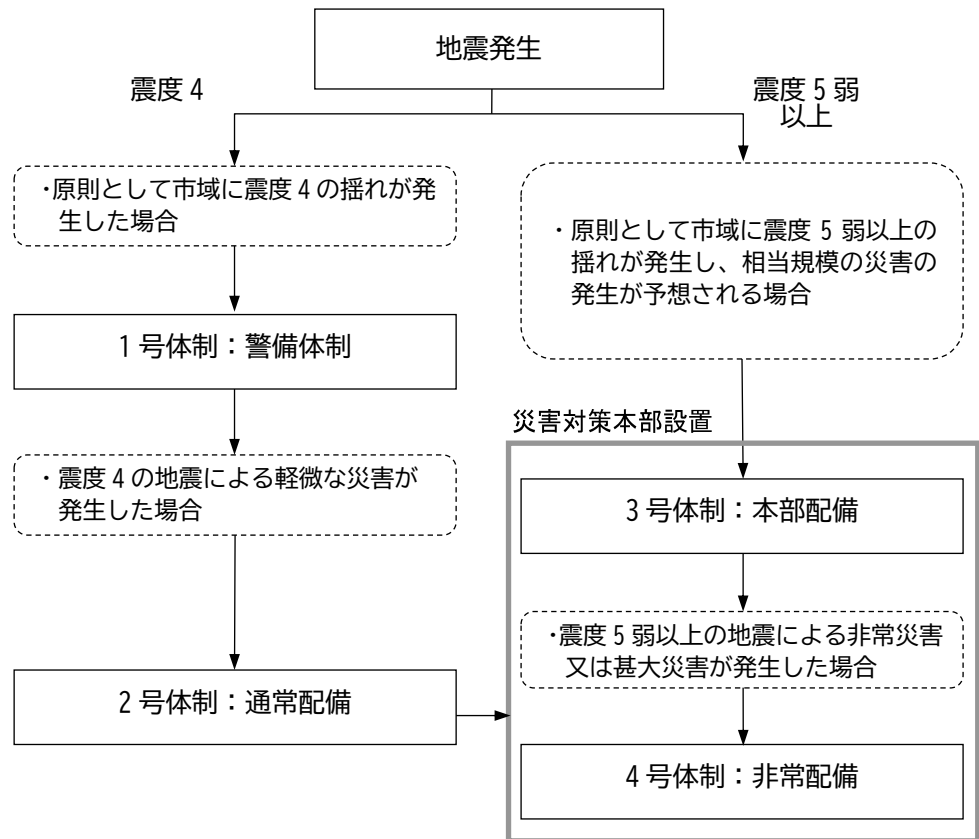 地震発生
震度4
震度5弱
以上
・原則として市域に震度4の揺れが発
生した場合
・原則として市域に震度5弱以上の
揺れが発生し、相当規模の災害の
発生が予想される場合
1号体制：警備体制
災害対策本部設置
・震度4の地震による軽微な災害が
発生した場合
3号体制：本部配備
・震度5弱以上の地震による非常災害
又は甚大災害が発生した場合
2号体制：通常配備
4号体制：非常配備